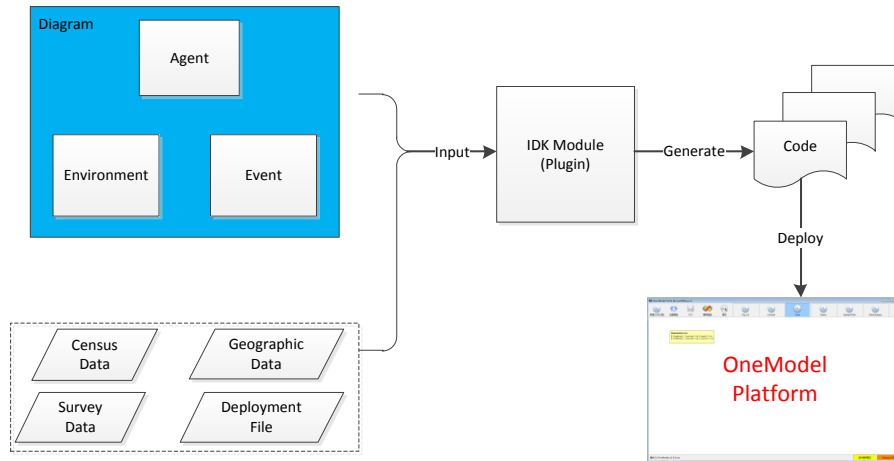 Diagram
Agent
Environment
Event
Input
IDK Module
(Plugin)
Generate
Code
Deploy
Census
Data
Geographic
Data
Survey
Data
Deployment
File
OneModel
Platform